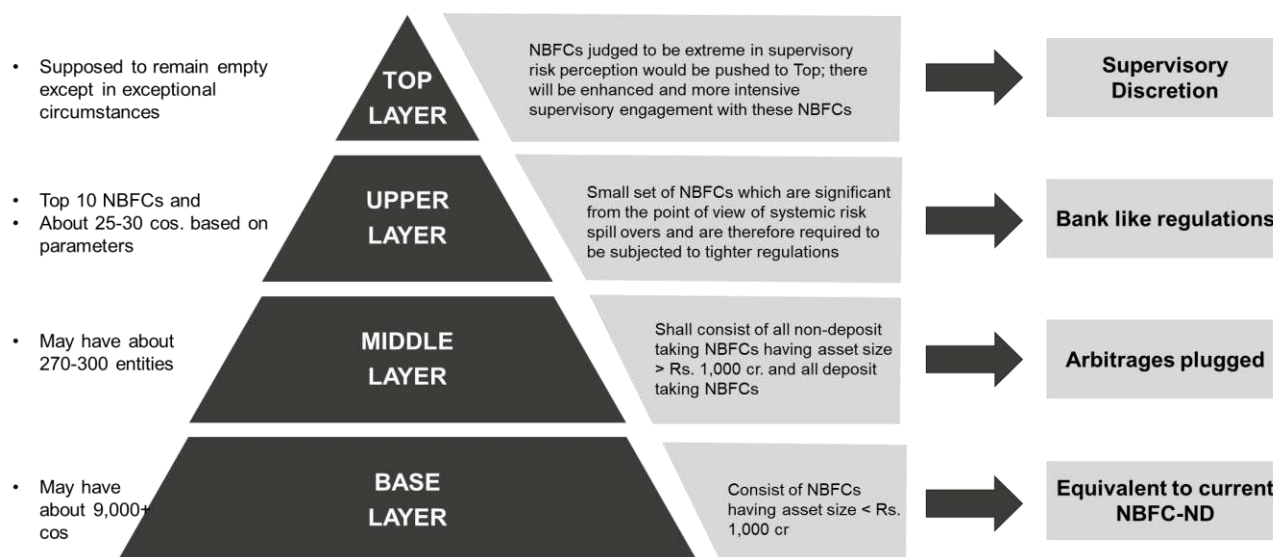 • Supposed to remain empty
except in exceptional
circumstances
TOP
LAYER
NBFCs judged to be extreme in supervisory
risk perception would be pushed to Top; there
will be enhanced and more intensive
supervisory engagement with these NBFCs
Supervisory
Discretion
• Top 10 NBFCs and
• About 25-30 cos. based on
parameters
UPPER
LAYER
Small set of NBFCs which are significant
from the point of view of systemic risk
spill overs and are therefore required to
be subjected to tighter regulations
Bank like regulations
• May have about
270-300 entities
MIDDLE
LAYER
Shall consist of all non-deposit
taking NBFCs having asset size
> Rs. 1,000 cr. and all deposit
taking NBFCs
Arbitrages plugged
• May have
about 9,000+
cos
BASE
LAYER
Consist of NBFCs
having asset size < Rs.
1,000 cr
Equivalent to current
NBFC-ND